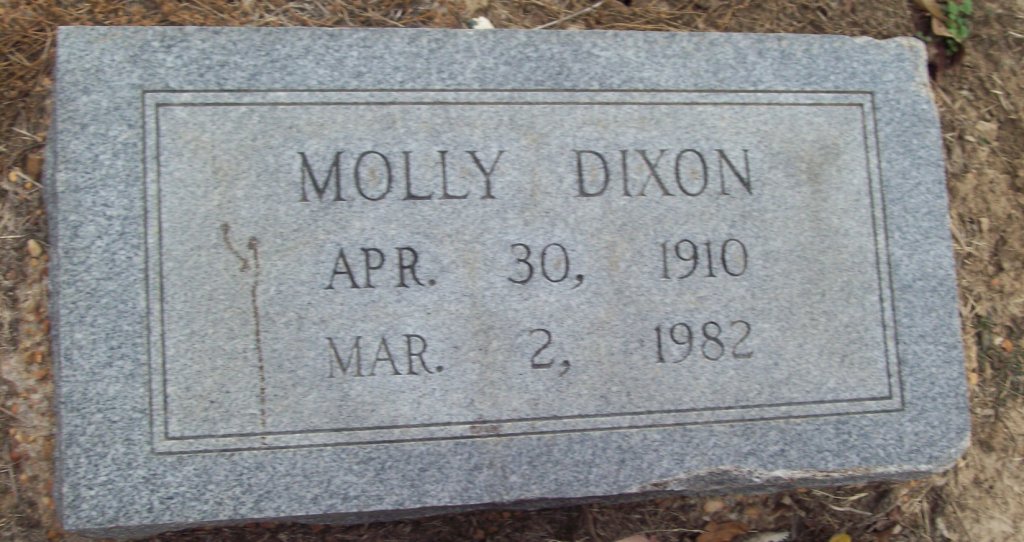 MOLLY DIXON
APR. 30, 1910
MAR. 2, 1982